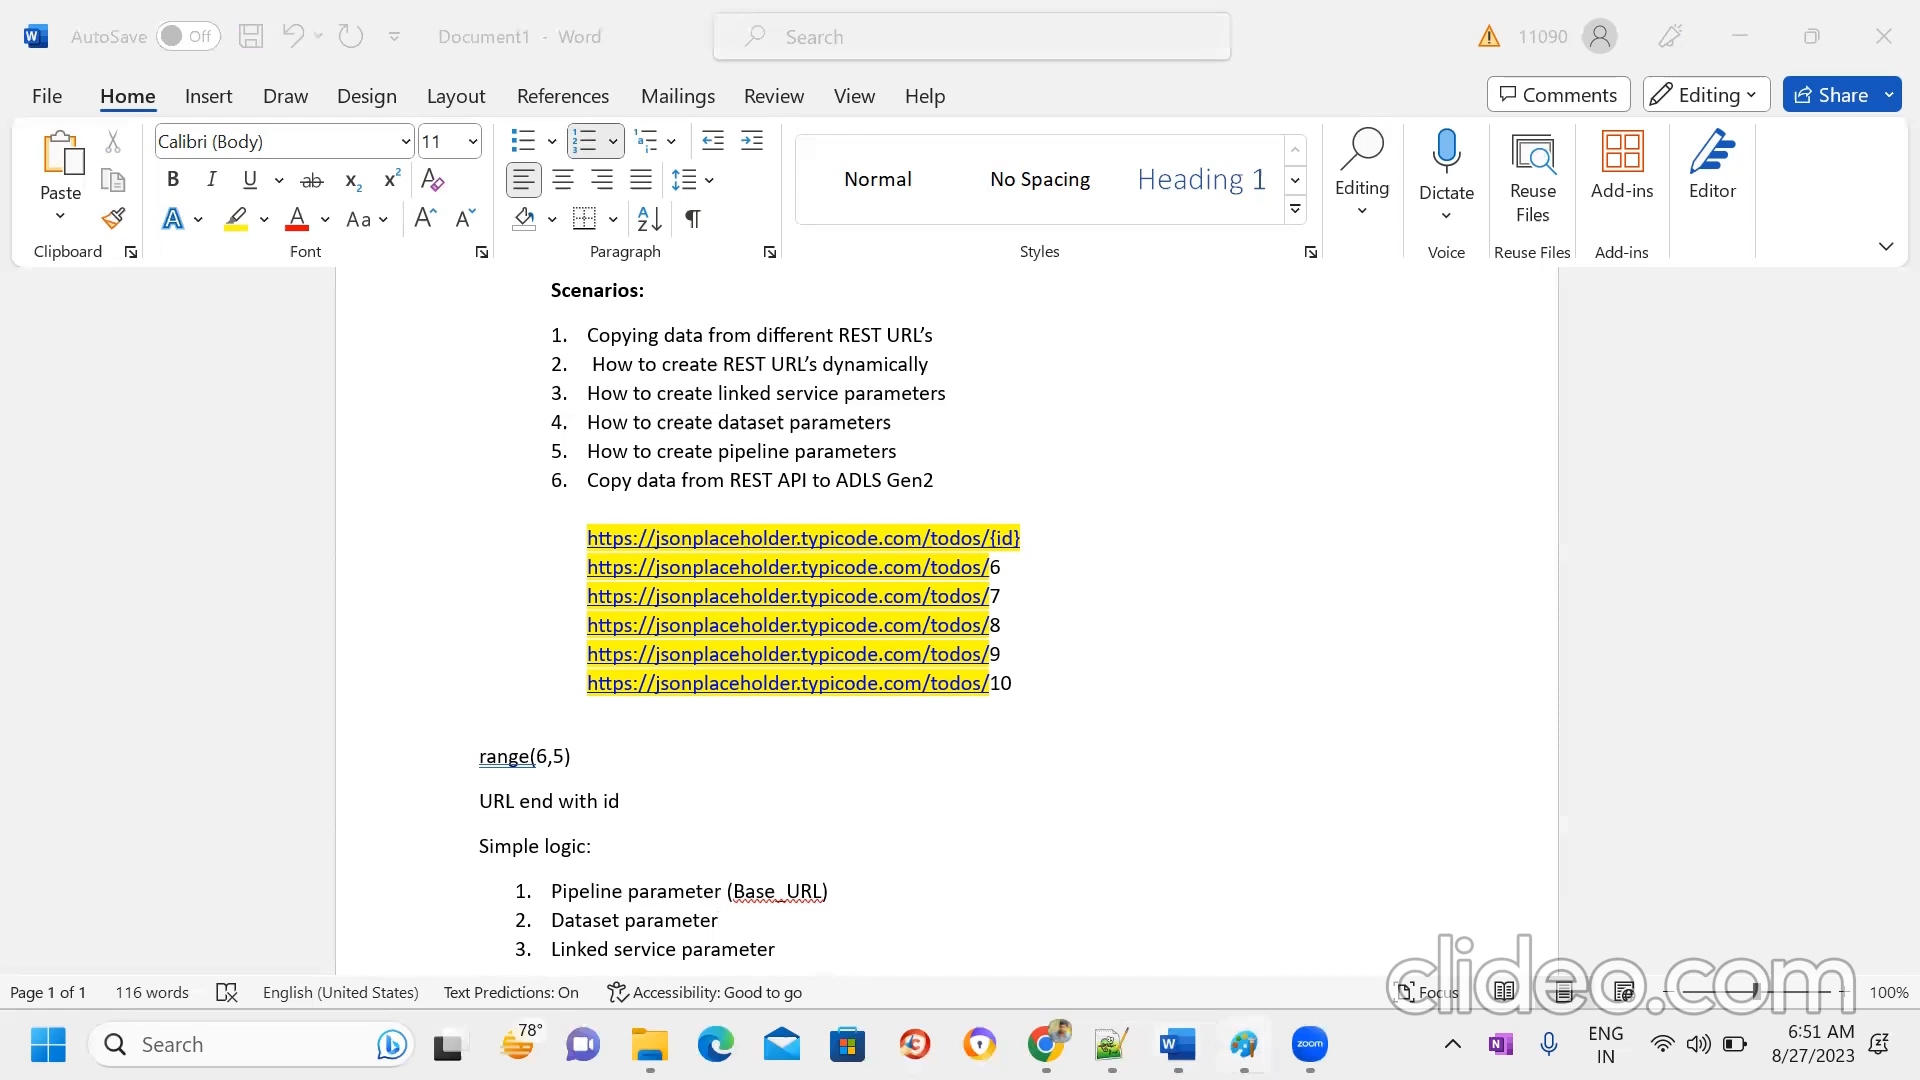 AutoSave Off Document1 - Word Search 11090
File Home Insert Draw Design Layout References Mailings Review View Help Comments Editing Share
Calibri (Body) 11
Paste
Normal No Spacing Heading 1
Editing Dictate Reuse Files Add-ins Editor
Clipboard Font Paragraph Styles Voice Reuse Files Add-ins
Scenarios:
1. Copying data from different REST URL’s
2. How to create REST URL’s dynamically
3. How to create linked service parameters
4. How to create dataset parameters
5. How to create pipeline parameters
6. Copy data from REST API to ADLS Gen2
https://jsonplaceholder.typicode.com/todos/{id}
https://jsonplaceholder.typicode.com/todos/6
https://jsonplaceholder.typicode.com/todos/7
https://jsonplaceholder.typicode.com/todos/8
https://jsonplaceholder.typicode.com/todos/9
https://jsonplaceholder.typicode.com/todos/10
range(6,5)
URL end with id
Simple logic:
1. Pipeline parameter (Base_URL)
2. Dataset parameter
3. Linked service parameter
clideo.com
Page 1 of 1 116 words English (United States) Text Predictions: On Accessibility: Good to go Focus 100%
Search 78° zoom ENG IN 6:51 AM
8/27/2023